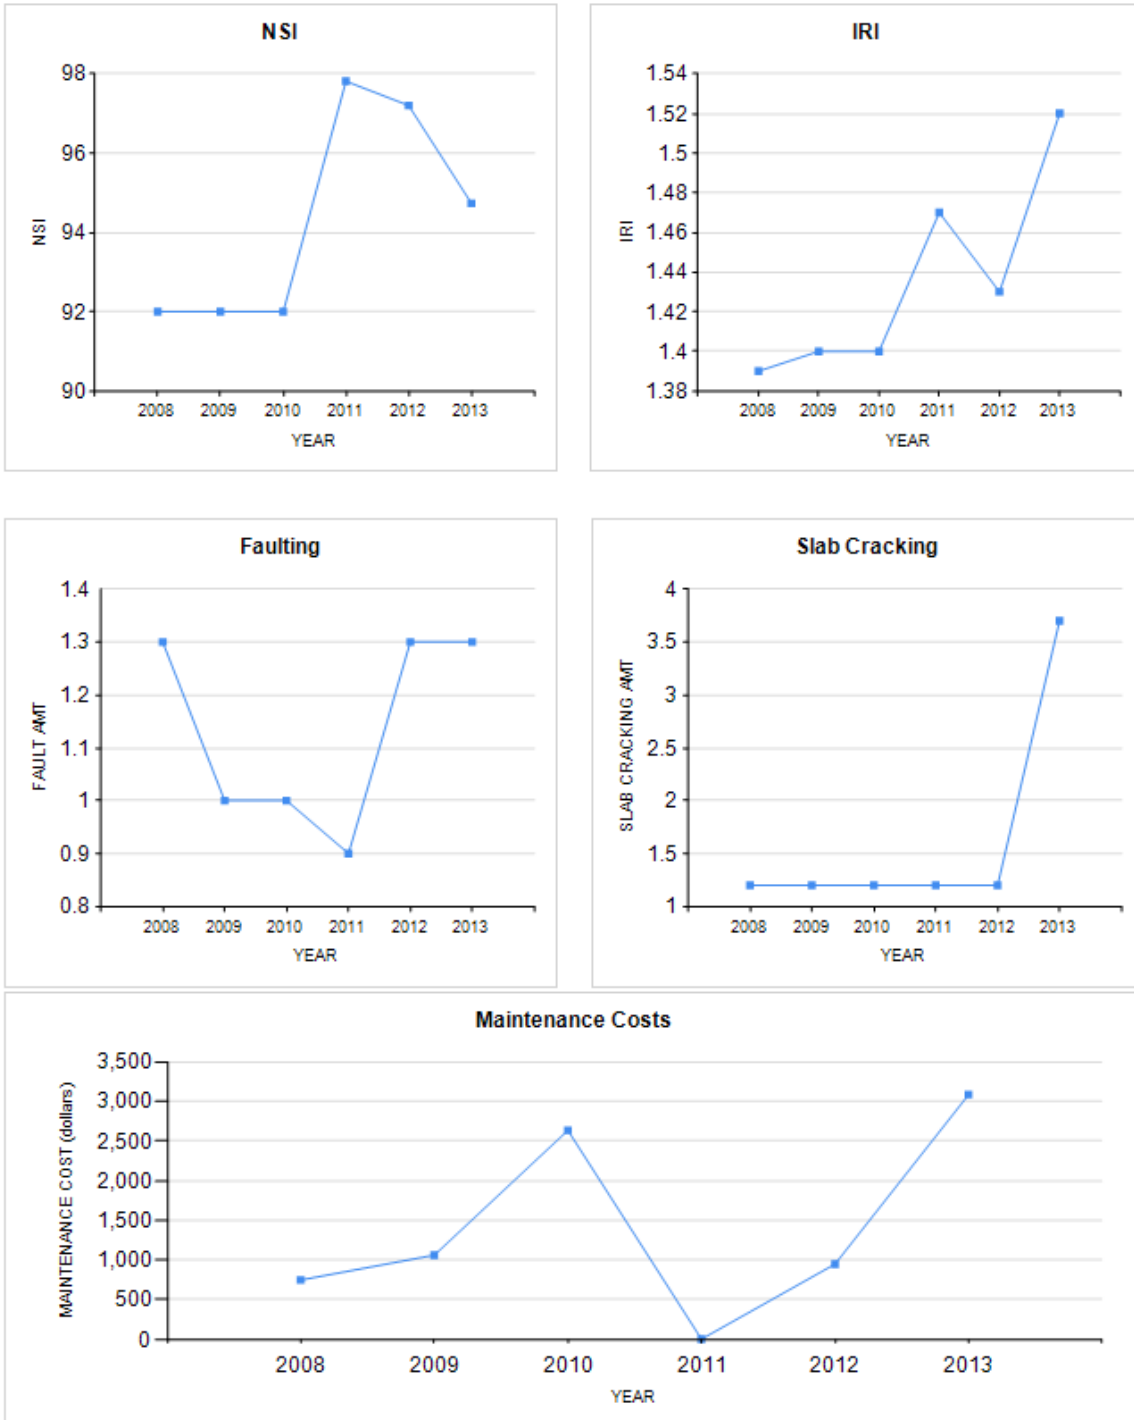 NSI
98
96
94
92
90
NSI
2008 2009 2010 2011 2012 2013
YEAR
IRI
1.54
1.52
1.5
1.48
1.46
1.44
1.42
1.4
1.38
IRI
2008 2009 2010 2011 2012 2013
YEAR
Faulting
1.4
1.3
1.2
1.1
1
0.9
0.8
FAULT AMT
2008 2009 2010 2011 2012 2013
YEAR
Slab Cracking
4
3.5
3
2.5
2
1.5
1
SLAB CRACKING AMT
2008 2009 2010 2011 2012 2013
YEAR
Maintenance Costs
3,500
3,000
2,500
2,000
1,500
1,000
500
0
MAINTENANCE COST (dollars)
2008 2009 2010 2011 2012 2013
YEAR